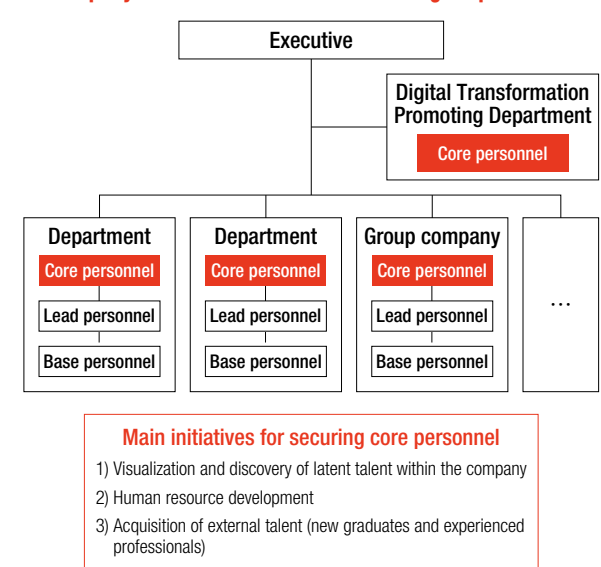 Executive
Digital Transformation
Promoting Department
Core personnel
Department
Core personnel
Lead personnel
Base personnel
Department
Core personnel
Lead personnel
Base personnel
Group company
Core personnel
Lead personnel
Base personnel
...
Main initiatives for securing core personnel
1) Visualization and discovery of latent talent within the company
2) Human resource development
3) Acquisition of external talent (new graduates and experienced
professionals)